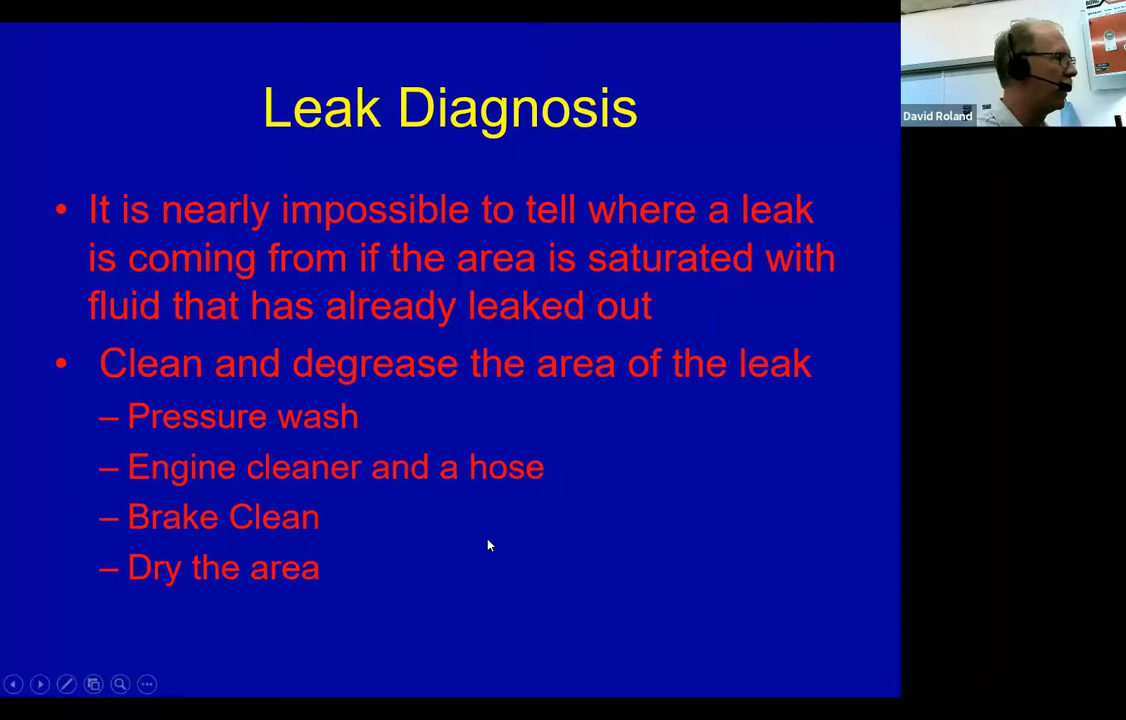 Leak Diagnosis
• It is nearly impossible to tell where a leak
is coming from if the area is saturated with
fluid that has already leaked out
• Clean and degrease the area of the leak
– Pressure wash
– Engine cleaner and a hose
– Brake Clean
– Dry the area
David Roland